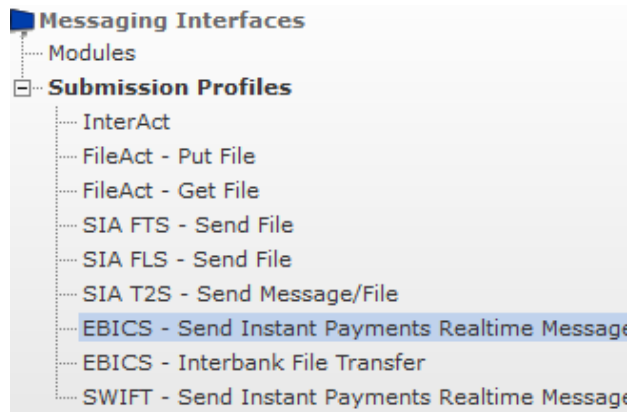 Messaging Interfaces
Modules
Submission Profiles
InterAct
FileAct - Put File
FileAct - Get File
SIA FTS - Send File
SIA FLS - Send File
SIA T2S - Send Message/File
EBICS - Send Instant Payments Realtime Message
EBICS - Interbank File Transfer
SWIFT - Send Instant Payments Realtime Message